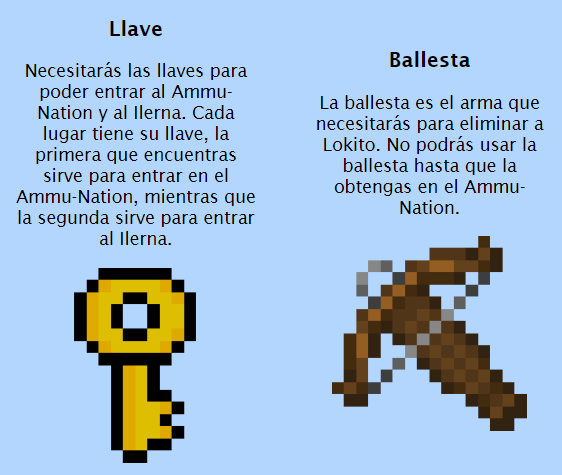 Llave
Necesitarás las llaves para
poder entrar al Ammu-
Nation y al Ilerna. Cada
lugar tiene su llave, la
primera que encuentras
sirve para entrar en el
Ammu-Nation, mientras que
la segunda sirve para entrar
al Ilerna.
Ballesta
La ballesta es el arma que
necesitarás para eliminar a
Lokito. No podrás usar la
ballesta hasta que la
obtengas en el Ammu-
Nation.